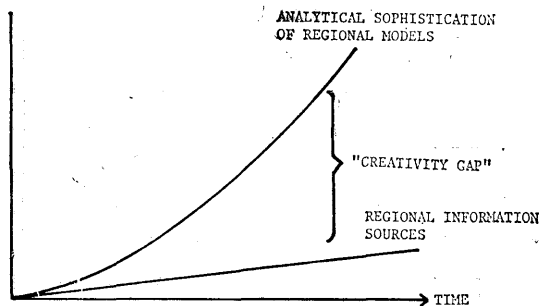 ANALYTICAL SOPHISTICATION
OF REGIONAL MODELS
"CREATIVITY GAP"
REGIONAL INFORMATION
SOURCES
TIME